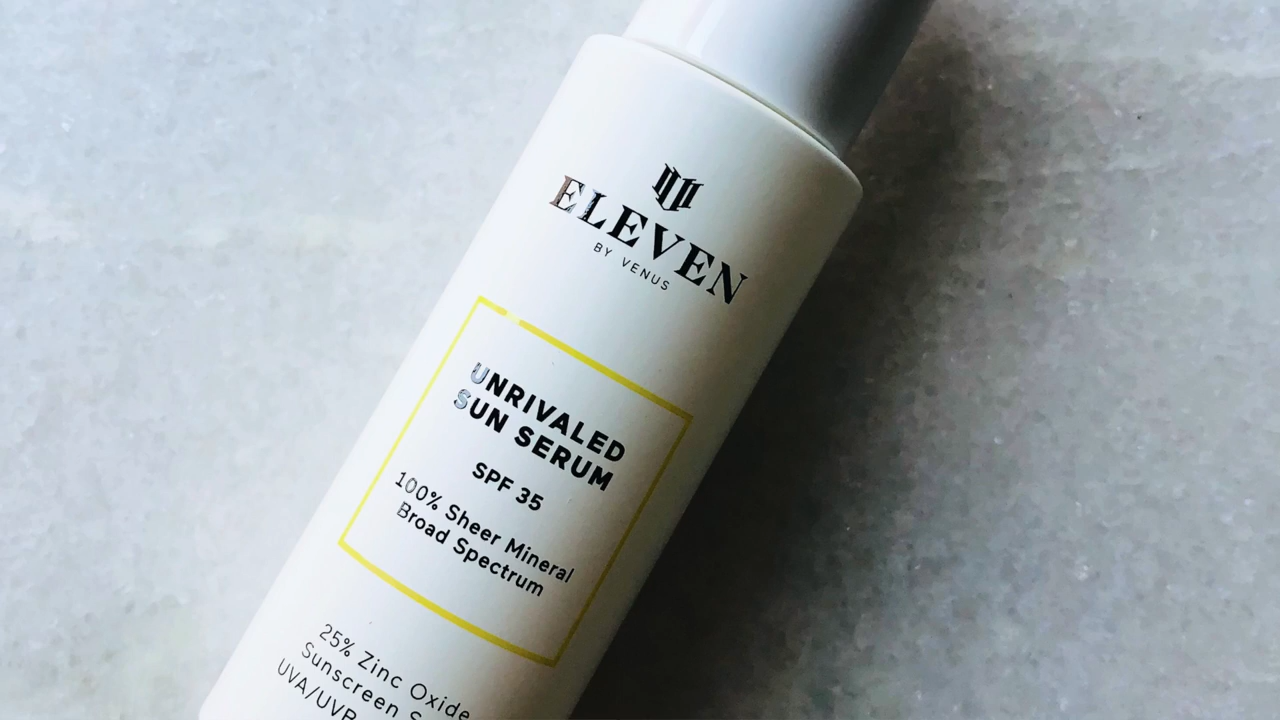 ELEVEN
BY VENUS
UNRIVALED
SUN SERUM
SPF 35
100% Sheer Mineral
Broad Spectrum
25% Zinc Oxide
Sunscreen
UVA/UVB